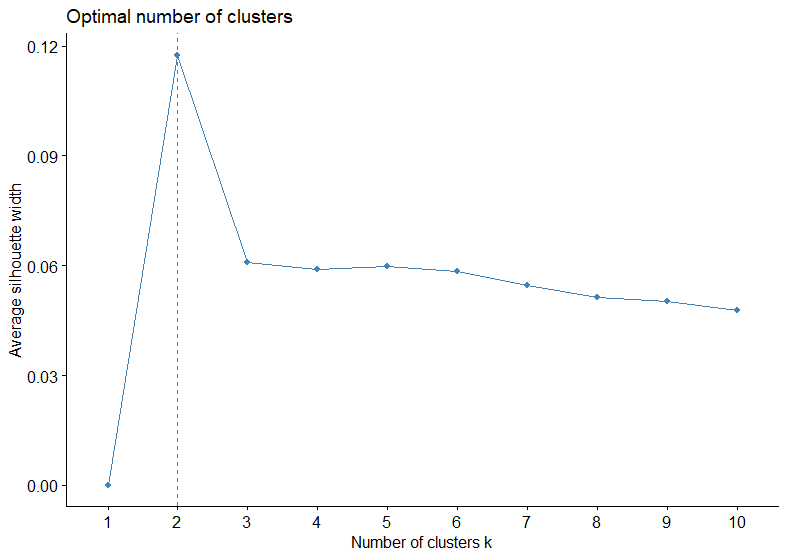 Optimal number of clusters
0.12
0.09
0.06
0.03
0.00
Average silhouette width
1 2 3 4 5 6 7 8 9 10
Number of clusters k